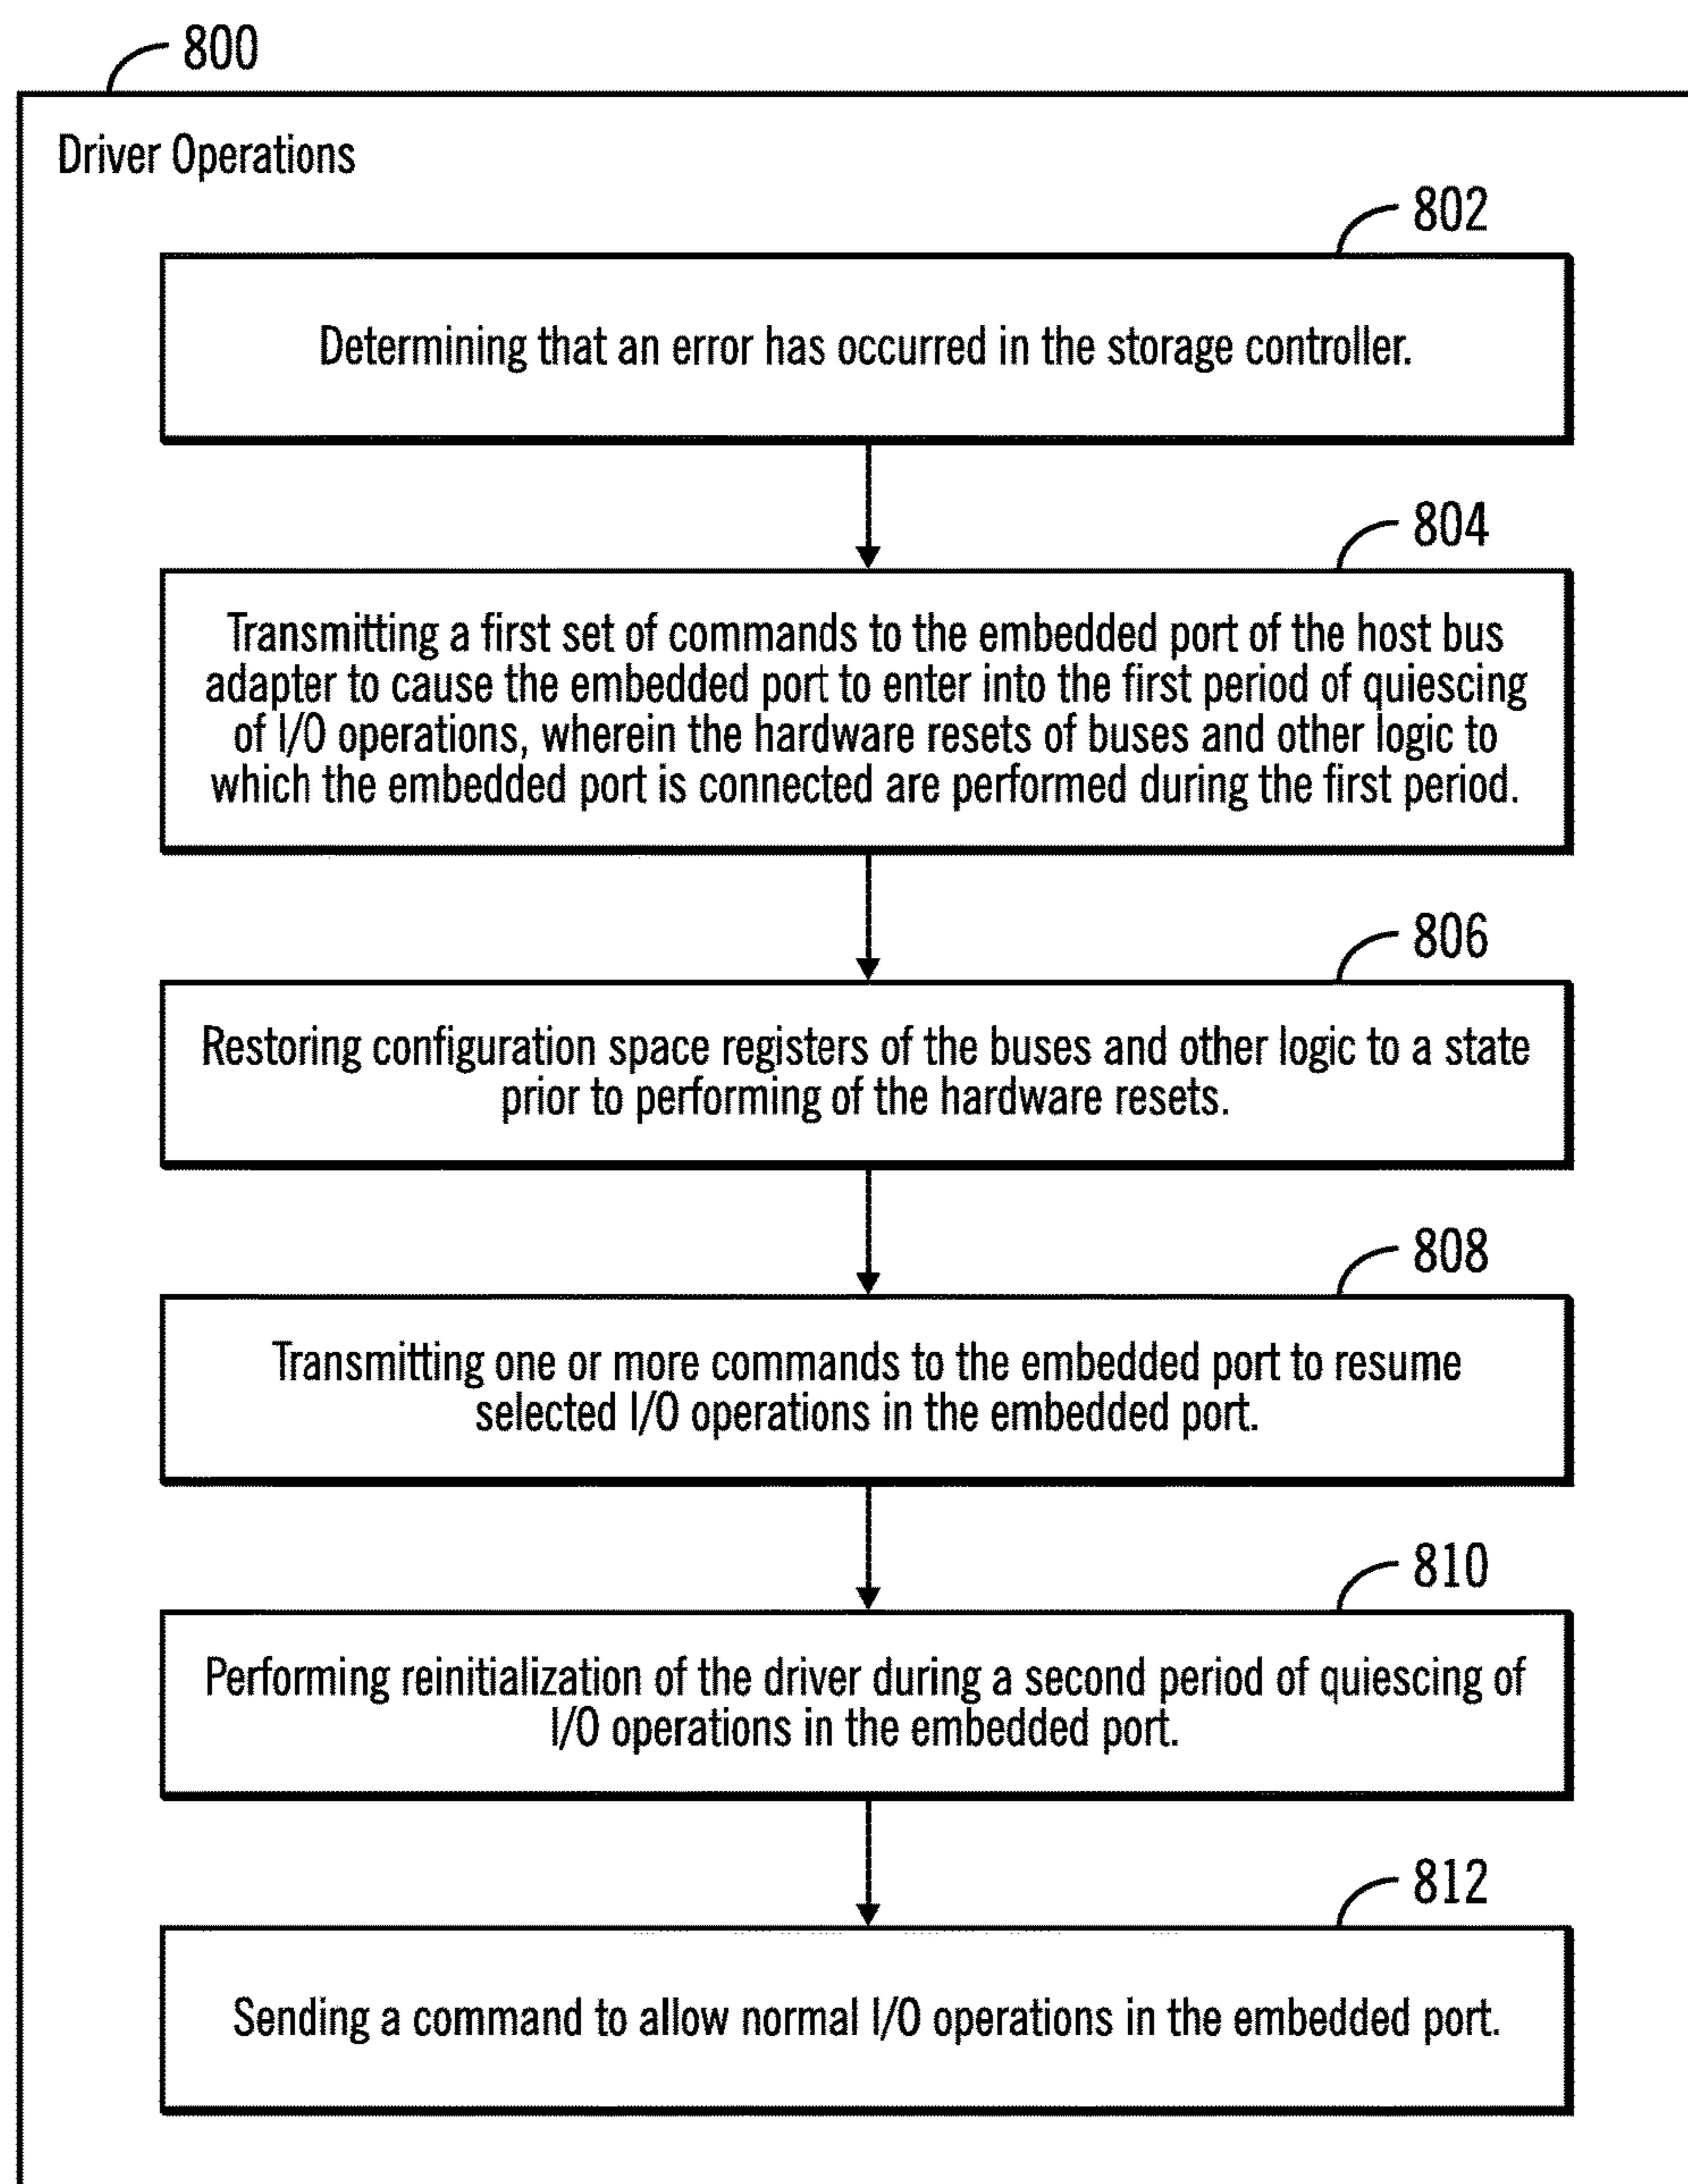 800
Driver Operations
802
Determining that an error has occurred in the storage controller.
804
Transmitting a first set of commands to the embedded port of the host bus
adapter to cause the embedded port to enter into the first period of quiescing
of I/O operations, wherein the hardware resets of buses and other logic to
which the embedded port is connected are performed during the first period.
806
Restoring configuration space registers of the buses and other logic to a state
prior to performing of the hardware resets.
808
Transmitting one or more commands to the embedded port to resume
selected I/O operations in the embedded port.
810
Performing reinitialization of the driver during a second period of quiescing of
I/O operations in the embedded port.
812
Sending a command to allow normal I/O operations in the embedded port.